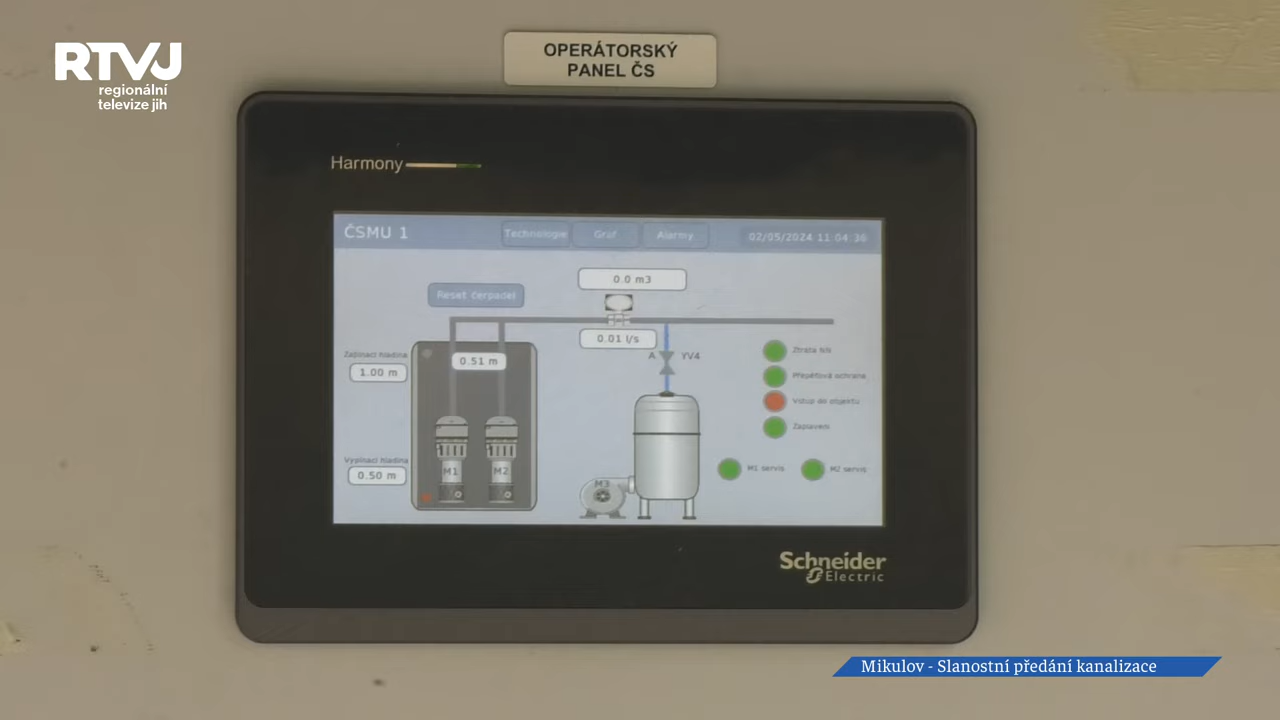 RTVJ
regionální
televize jih
OPERÁTORSKÝ
PANEL ČS
Harmony
ČSMU 1
Technologie
Graf
Alarmy
02/05/2024 11:04:36
0.0 m3
Reset čerpadel
0.01 l/s
Zapínací hladina
1.00 m
0.51 m
A
YV4
Ztráta N/s
Přepěťová ochrana
Vstup do objektu
Zaplavení
Vypínací hladina
0.50 m
M1
M2
M3
M1 servis
M2 servis
Schneider
Electric
Mikulov - Slanostní předání kanalizace